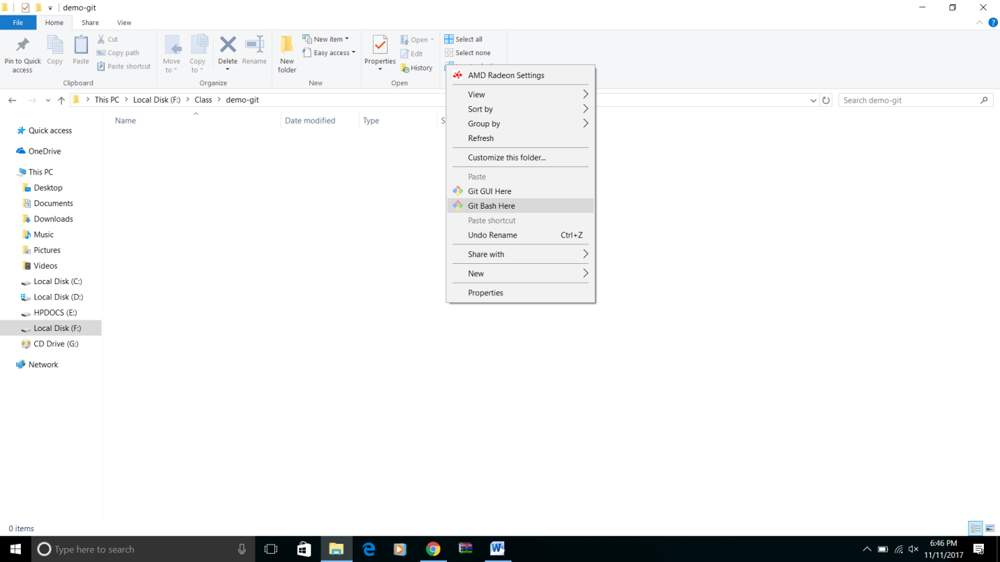 demo-git
File Home Share View
Pin to Quick access
Copy
Paste
Cut
Copy path
Paste shortcut
Clipboard
Move to
Copy to
Delete
Rename
Organize
New folder
New item
Easy access
New
Properties
Open
Edit
History
Open
Select all
Select none
This PC Local Disk (F:) Class demo-git
Search demo-git
Name Date modified Type S
Quick access
OneDrive
This PC
Desktop
Documents
Downloads
Music
Pictures
Videos
Local Disk (C:)
Local Disk (D:)
HPDOCS (E:)
Local Disk (F:)
CD Drive (G:)
Network
AMD Radeon Settings
View
Sort by
Group by
Refresh
Customize this folder...
Paste
Git GUI Here
Git Bash Here
Paste shortcut
Undo Rename Ctrl+Z
Share with
New
Properties
0 items
Type here to search
6:46 PM
11/11/2017